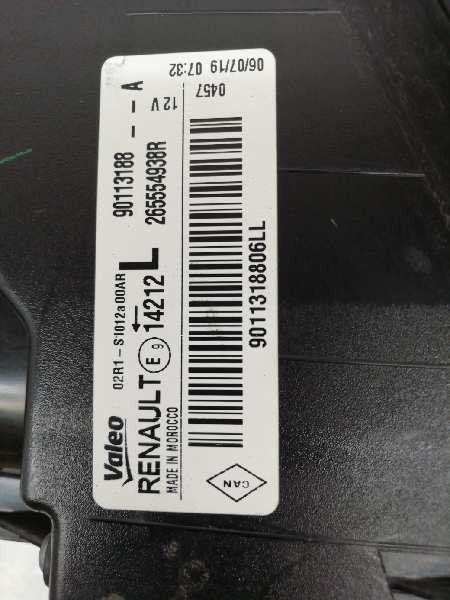 Valeo 02R1-S1012a00AR 90113188 -- A
RENAULT E 9 14212 L 265554938R 12 V
MADE IN MOROCCO 0457
06/07/19 07:32
9011318806LL
CAN